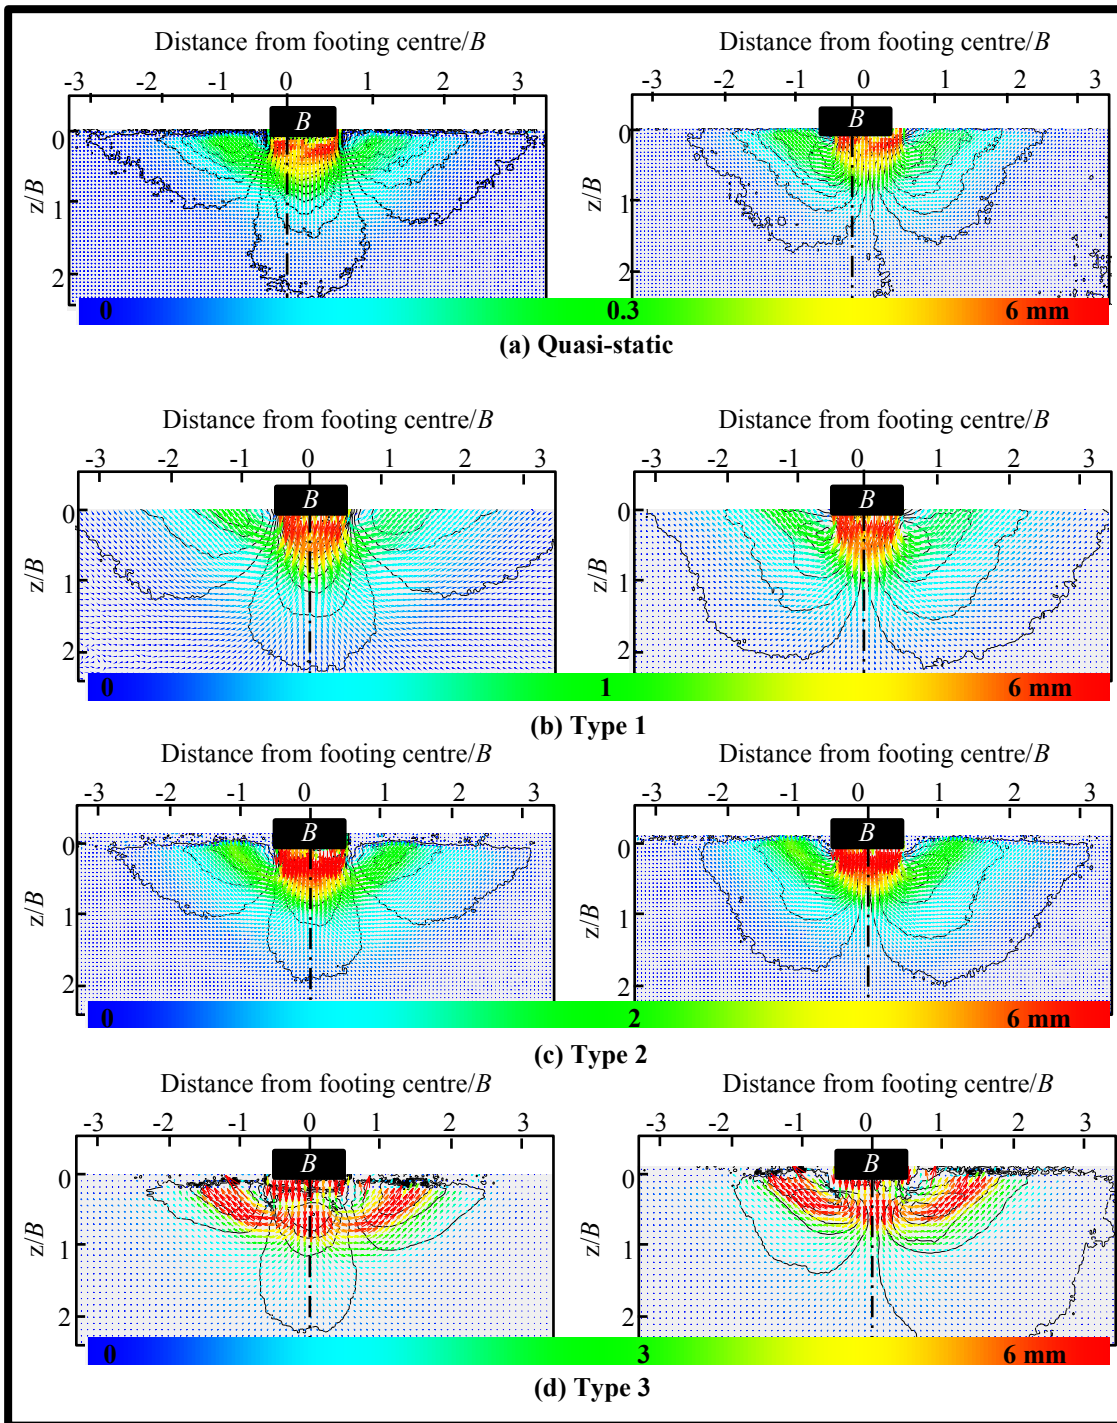 Distance from footing centre/B Distance from footing centre/B
-3 -2 -1 0 1 2 3 -3 -2 -1 0 1 2 3
B B
0 0
z/B z/B
1 1
2 2
0 0.3 6 mm
(a) Quasi-static
Distance from footing centre/B Distance from footing centre/B
-3 -2 -1 0 1 2 3 -3 -2 -1 0 1 2 3
B B
0 0
z/B z/B
1 1
2 2
0 1 6 mm
(b) Type 1
Distance from footing centre/B Distance from footing centre/B
-3 -2 -1 0 1 2 3 -3 -2 -1 0 1 2 3
B B
0 0
z/B z/B
1 1
2 2
0 2 6 mm
(c) Type 2
Distance from footing centre/B Distance from footing centre/B
-3 -2 -1 0 1 2 3 -3 -2 -1 0 1 2 3
B B
0 0
z/B z/B
1 1
2 2
0 3 6 mm
(d) Type 3